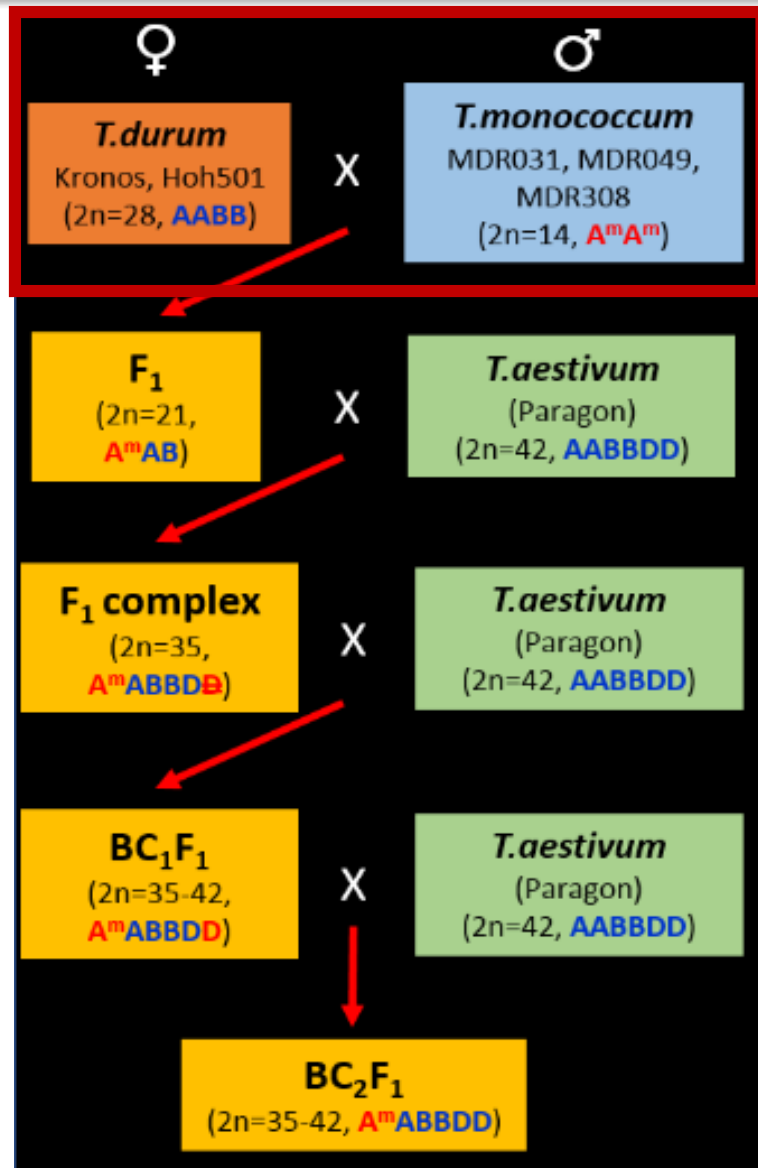 ♀ ♂
T.durum
Kronos, Hoh501
(2n=28, AABB)
X
T.monococcum
MDR031, MDR049,
MDR308
(2n=14, AᵐAᵐ)
F₁
(2n=21,
AᵐAB)
X
T.aestivum
(Paragon)
(2n=42, AABBDD)
F₁ complex
(2n=35,
AᵐABBDD)
X
T.aestivum
(Paragon)
(2n=42, AABBDD)
BC₁F₁
(2n=35-42,
AᵐABBDD)
X
T.aestivum
(Paragon)
(2n=42, AABBDD)
BC₂F₁
(2n=35-42, AᵐABBDD)